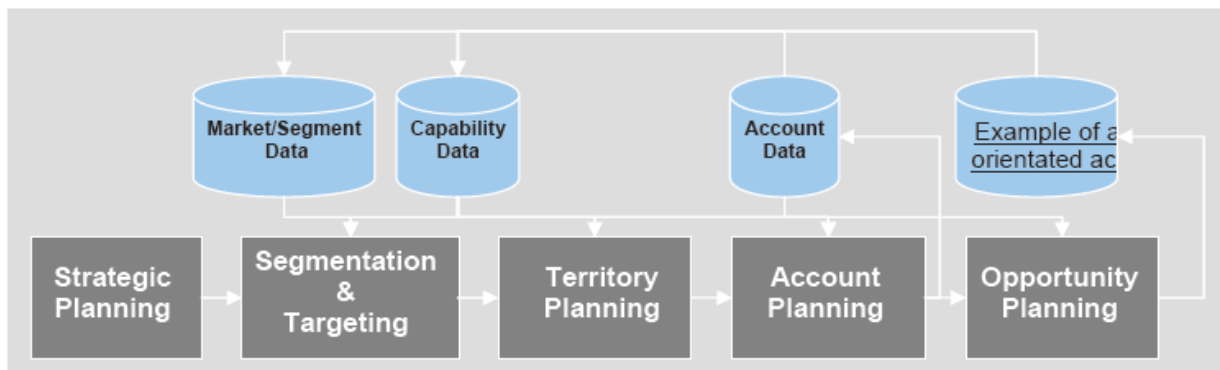 Market/Segment
Data
Capability
Data
Account
Data
Example of a
orientated ac
Strategic
Planning
Segmentation
&
Targeting
Territory
Planning
Account
Planning
Opportunity
Planning